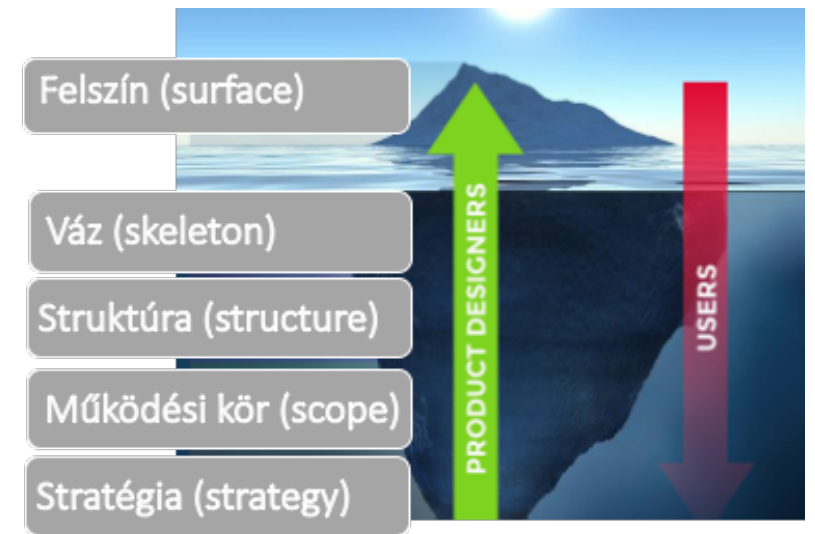 Felszín (surface)
Váz (skeleton)
Struktúra (structure)
Működési kör (scope)
Stratégia (strategy)
PRODUCT DESIGNERS
USERS